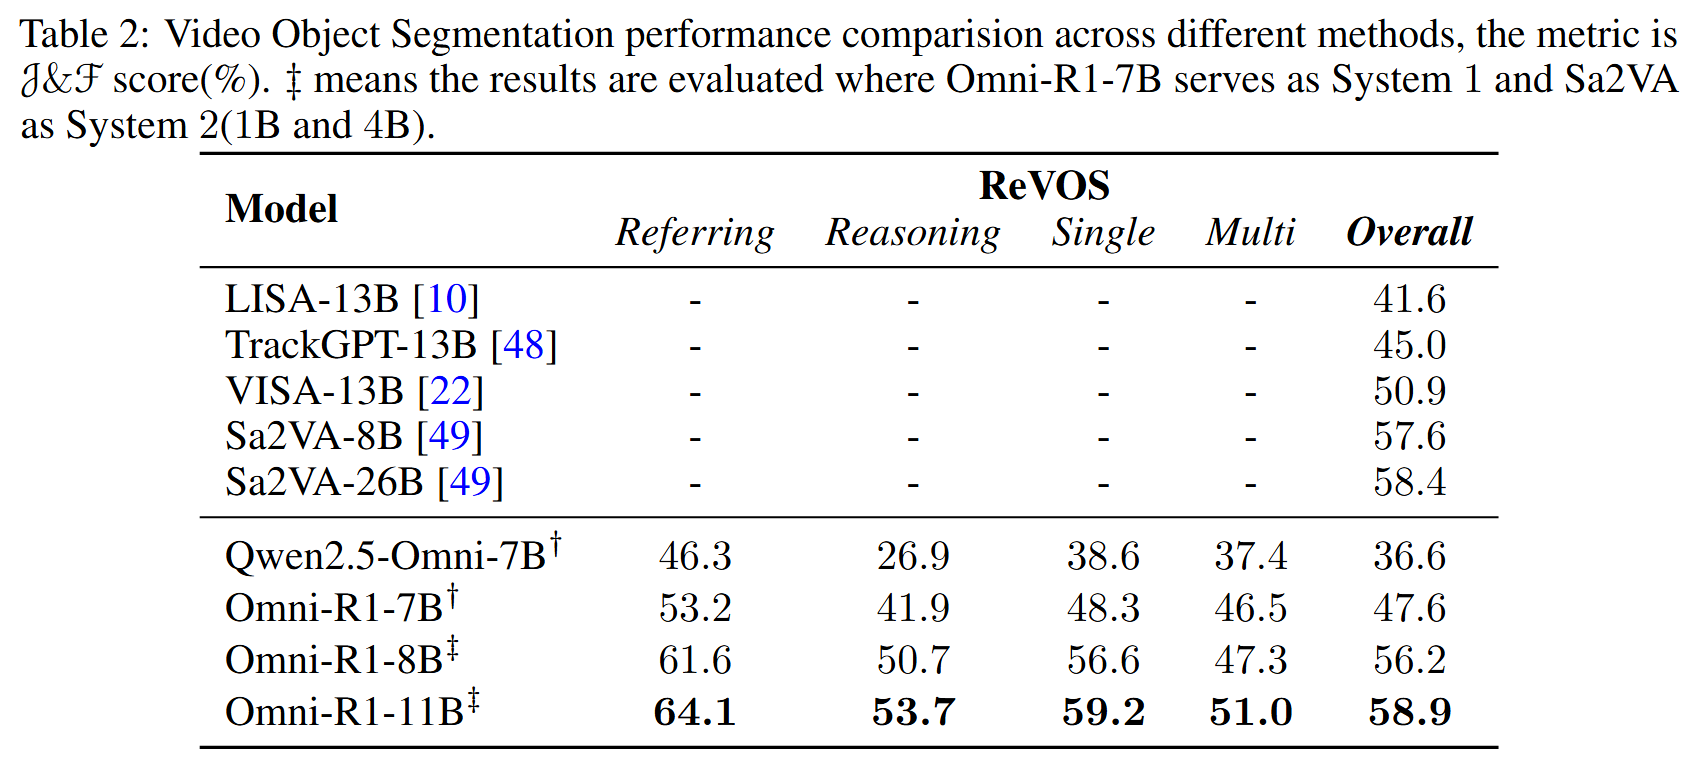 Table 2: Video Object Segmentation performance comparision across different methods, the metric is
𝒥&ℱ score(%). ‡ means the results are evaluated where Omni-R1-7B serves as System 1 and Sa2VA
as System 2(1B and 4B).
Model ReVOS
Referring Reasoning Single Multi Overall
LISA-13B [10] - - - - 41.6
TrackGPT-13B [48] - - - - 45.0
VISA-13B [22] - - - - 50.9
Sa2VA-8B [49] - - - - 57.6
Sa2VA-26B [49] - - - - 58.4
Qwen2.5-Omni-7B† 46.3 26.9 38.6 37.4 36.6
Omni-R1-7B† 53.2 41.9 48.3 46.5 47.6
Omni-R1-8B‡ 61.6 50.7 56.6 47.3 56.2
Omni-R1-11B‡ 64.1 53.7 59.2 51.0 58.9